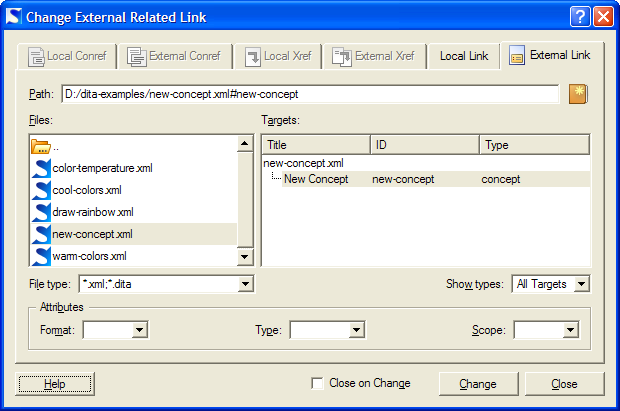 Change External Related Link
Local Conref External Conref Local Xref External Xref Local Link External Link
Path: D:/dita-examples/new-concept.xml#new-concept
Files: Targets:
..
color-temperature.xml
cool-colors.xml
draw-rainbow.xml
new-concept.xml
warm-colors.xml
Title ID Type
new-concept.xml
New Concept new-concept concept
File type: *.xml;*.dita Show types: All Targets
Attributes
Format: Type: Scope:
Help Close on Change Change Close